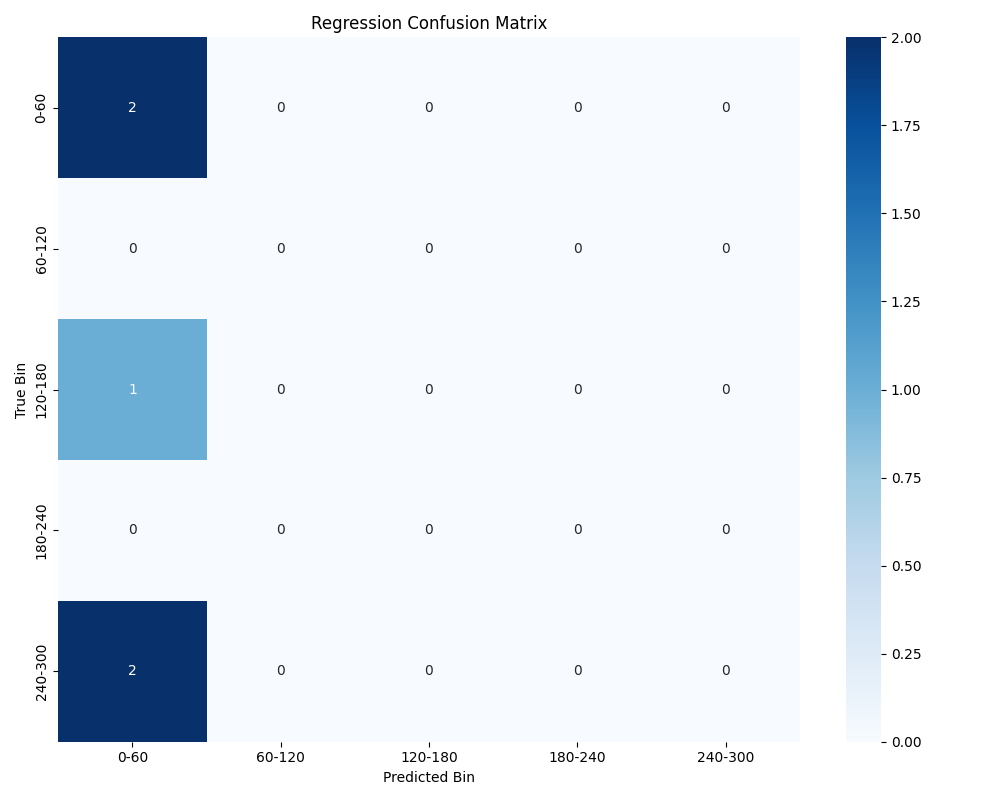 Regression Confusion Matrix
0-60 2 0 0 0 0
60-120 0 0 0 0 0
120-180 1 0 0 0 0
180-240 0 0 0 0 0
240-300 2 0 0 0 0
True Bin
0-60 60-120 120-180 180-240 240-300
Predicted Bin
2.00
1.75
1.50
1.25
1.00
0.75
0.50
0.25
0.00